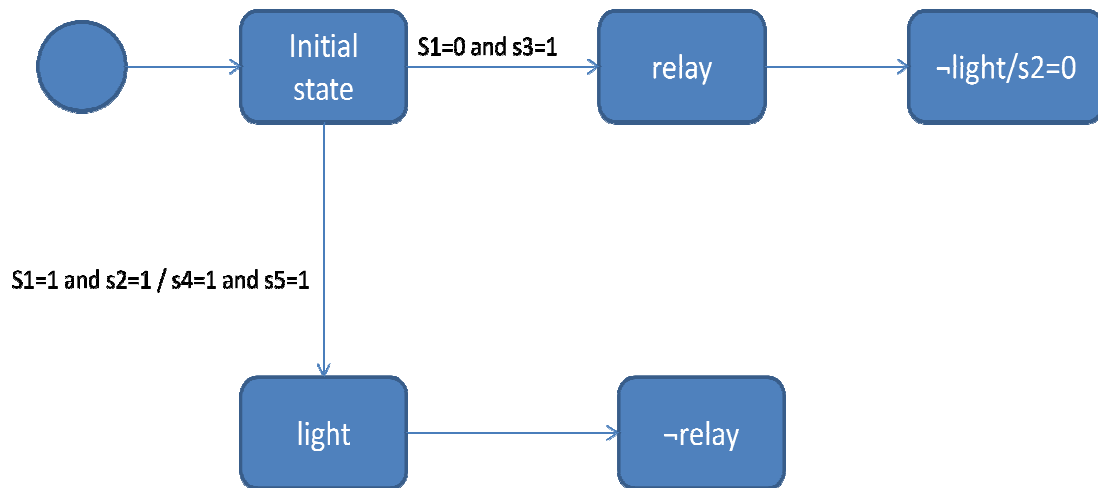 Initial
state
S1=0 and s3=1
relay
¬light/s2=0
S1=1 and s2=1 / s4=1 and s5=1
light
¬relay